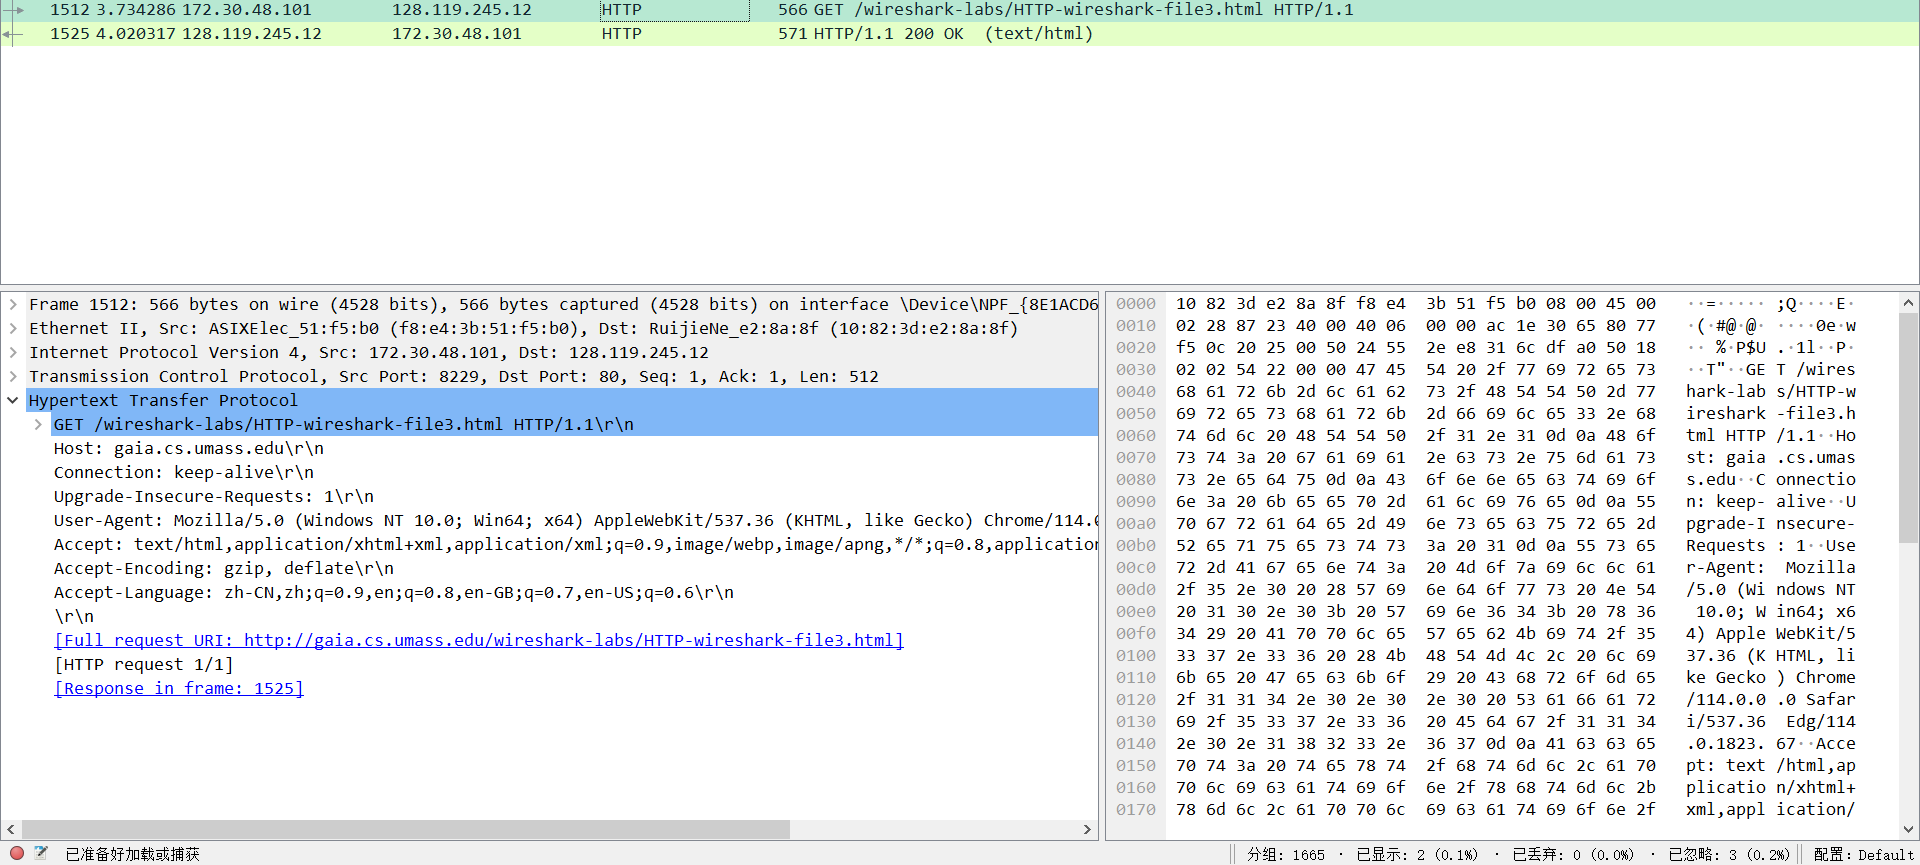 1512 3.734286 172.30.48.101 128.119.245.12 HTTP 566 GET /wireshark-labs/HTTP-wireshark-file3.html HTTP/1.1
1525 4.020317 128.119.245.12 172.30.48.101 HTTP 571 HTTP/1.1 200 OK (text/html)
Frame 1512: 566 bytes on wire (4528 bits), 566 bytes captured (4528 bits) on interface \Device\NPF_{8E1ACD6
Ethernet II, Src: ASIXElec_51:f5:b0 (f8:e4:3b:51:f5:b0), Dst: RuijieNe_e2:8a:8f (10:82:3d:e2:8a:8f)
Internet Protocol Version 4, Src: 172.30.48.101, Dst: 128.119.245.12
Transmission Control Protocol, Src Port: 8229, Dst Port: 80, Seq: 1, Ack: 1, Len: 512
Hypertext Transfer Protocol
GET /wireshark-labs/HTTP-wireshark-file3.html HTTP/1.1\r\n
Host: gaia.cs.umass.edu\r\n
Connection: keep-alive\r\n
Upgrade-Insecure-Requests: 1\r\n
User-Agent: Mozilla/5.0 (Windows NT 10.0; Win64; x64) AppleWebKit/537.36 (KHTML, like Gecko) Chrome/114.0
Accept: text/html,application/xhtml+xml,application/xml;q=0.9,image/webp,image/apng,*/*;q=0.8,application
Accept-Encoding: gzip, deflate\r\n
Accept-Language: zh-CN,zh;q=0.9,en;q=0.8,en-GB;q=0.7,en-US;q=0.6\r\n
\r\n
[Full request URI: http://gaia.cs.umass.edu/wireshark-labs/HTTP-wireshark-file3.html]
[HTTP request 1/1]
[Response in frame: 1525]
0000 10 82 3d e2 8a 8f f8 e4 3b 51 f5 b0 08 00 45 00 ··=····· ;Q····E·
0010 02 28 87 23 40 00 40 06 00 00 ac 1e 30 65 80 77 ·(·#@·@· ····0e·w
0020 f5 0c 20 25 00 50 24 55 2e e8 31 6c df a0 50 18 ·· %·P$U .·1l··P·
0030 02 02 54 22 00 00 47 45 54 20 2f 77 69 72 65 73 ··T"··GE T /wires
0040 68 61 72 6b 2d 6c 61 62 73 2f 48 54 54 50 2d 77 hark-lab s/HTTP-w
0050 69 72 65 73 68 61 72 6b 2d 66 69 6c 65 33 2e 68 ireshark -file3.h
0060 74 6d 6c 20 48 54 54 50 2f 31 2e 31 0d 0a 48 6f tml HTTP /1.1··Ho
0070 73 74 3a 20 67 61 69 61 2e 63 73 2e 75 6d 61 73 st: gaia .cs.umas
0080 73 2e 65 64 75 0d 0a 43 6f 6e 6e 65 63 74 69 6f s.edu··C onnectio
0090 6e 3a 20 6b 65 65 70 2d 61 6c 69 76 65 0d 0a 55 n: keep- alive··U
00a0 70 67 72 61 64 65 2d 49 6e 73 65 63 75 72 65 2d pgrade-I nsecure-
00b0 52 65 71 75 65 73 74 73 3a 20 31 0d 0a 55 73 65 Requests : 1··Use
00c0 72 2d 41 67 65 6e 74 3a 20 4d 6f 7a 69 6c 6c 61 r-Agent: Mozilla
00d0 2f 35 2e 30 20 28 57 69 6e 64 6f 77 73 20 4e 54 /5.0 (Wi ndows NT
00e0 20 31 30 2e 30 3b 20 57 69 6e 36 34 3b 20 78 36 10.0; W in64; x6
00f0 34 29 20 41 70 70 6c 65 57 65 62 4b 69 74 2f 35 4) Apple WebKit/5
0100 33 37 2e 33 36 20 28 4b 48 54 4d 4c 2c 20 6c 69 37.36 (K HTML, li
0110 6b 65 20 47 65 63 6b 6f 29 20 43 68 72 6f 6d 65 ke Gecko ) Chrome
0120 2f 31 31 34 2e 30 2e 30 2e 30 20 53 61 66 61 72 /114.0.0 .0 Safar
0130 69 2f 35 33 37 2e 33 36 20 45 64 67 2f 31 31 34 i/537.36 Edg/114
0140 2e 30 2e 31 38 32 33 2e 36 37 0d 0a 41 63 63 65 .0.1823. 67··Acce
0150 70 74 3a 20 74 65 78 74 2f 68 74 6d 6c 2c 61 70 pt: text /html,ap
0160 70 6c 69 63 61 74 69 6f 6e 2f 78 68 74 6d 6c 2b plicatio n/xhtml+
0170 78 6d 6c 2c 61 70 70 6c 69 63 61 74 69 6f 6e 2f xml,appl ication/
已准备好加载或捕获
分组: 1665 · 已显示: 2 (0.1%) · 已丢弃: 0 (0.0%) · 已忽略: 3 (0.2%)
配置: Default